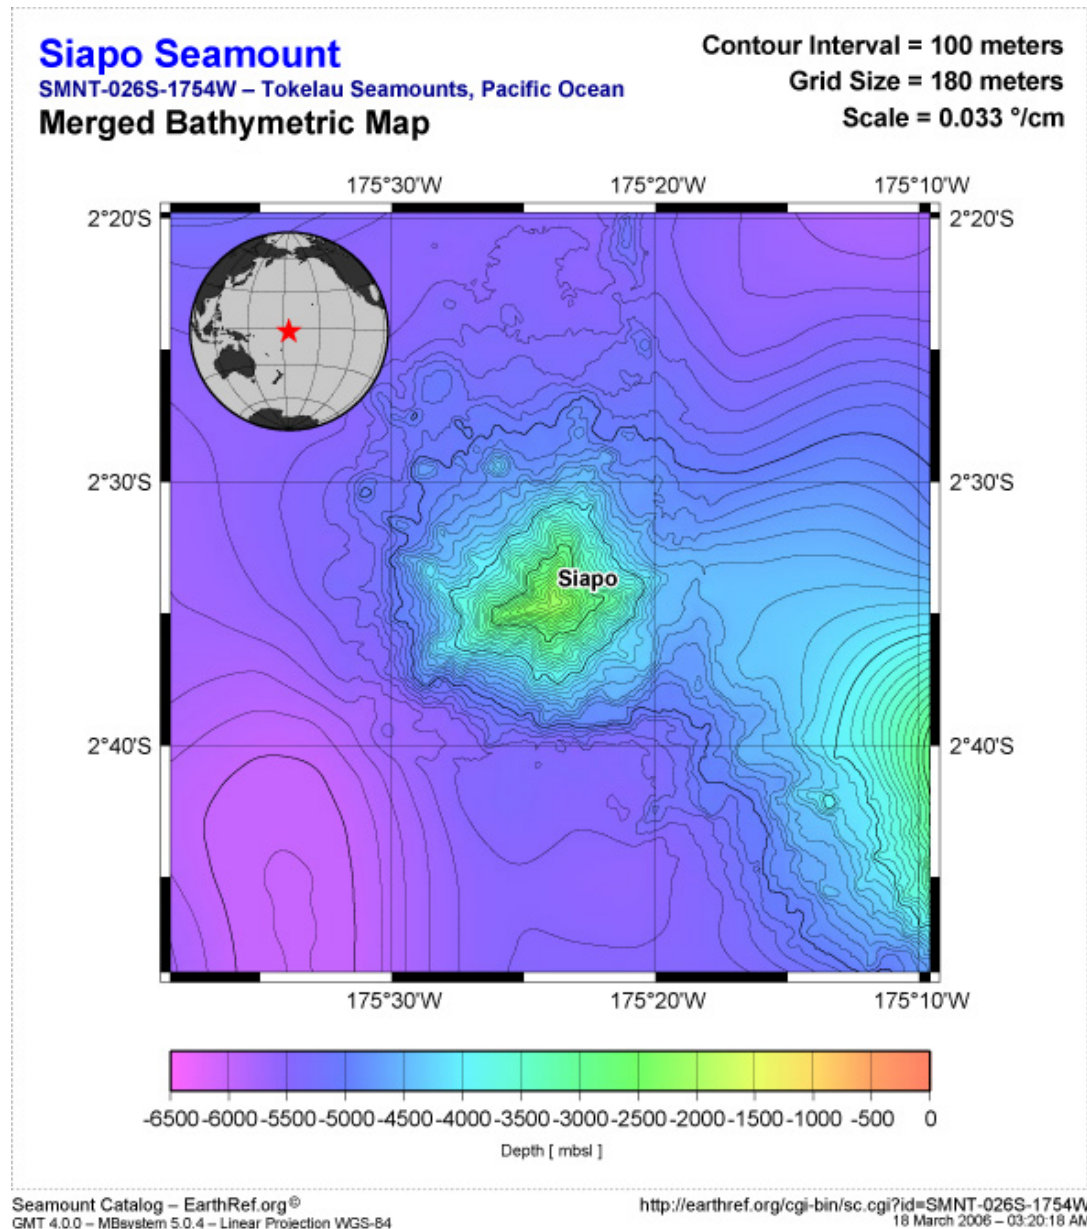 Siapo Seamount
SMNT-026S-1754W – Tokelau Seamounts, Pacific Ocean
Merged Bathymetric Map
Contour Interval = 100 meters
Grid Size = 180 meters
Scale = 0.033 °/cm
175°30'W 175°20'W 175°10'W
2°20'S 2°20'S
2°30'S 2°30'S
Siapo
2°40'S 2°40'S
175°30'W 175°20'W 175°10'W
-6500 -6000 -5500 -5000 -4500 -4000 -3500 -3000 -2500 -2000 -1500 -1000 -500 0
Depth [ mbsl ]
Seamount Catalog – EarthRef.org©
GMT 4.0.0 – MBsystem 5.0.4 – Linear Projection WGS-84
http://earthref.org/cgi-bin/sc.cgi?id=SMNT-026S-1754W
18 March 2006 – 03:20:18 AM